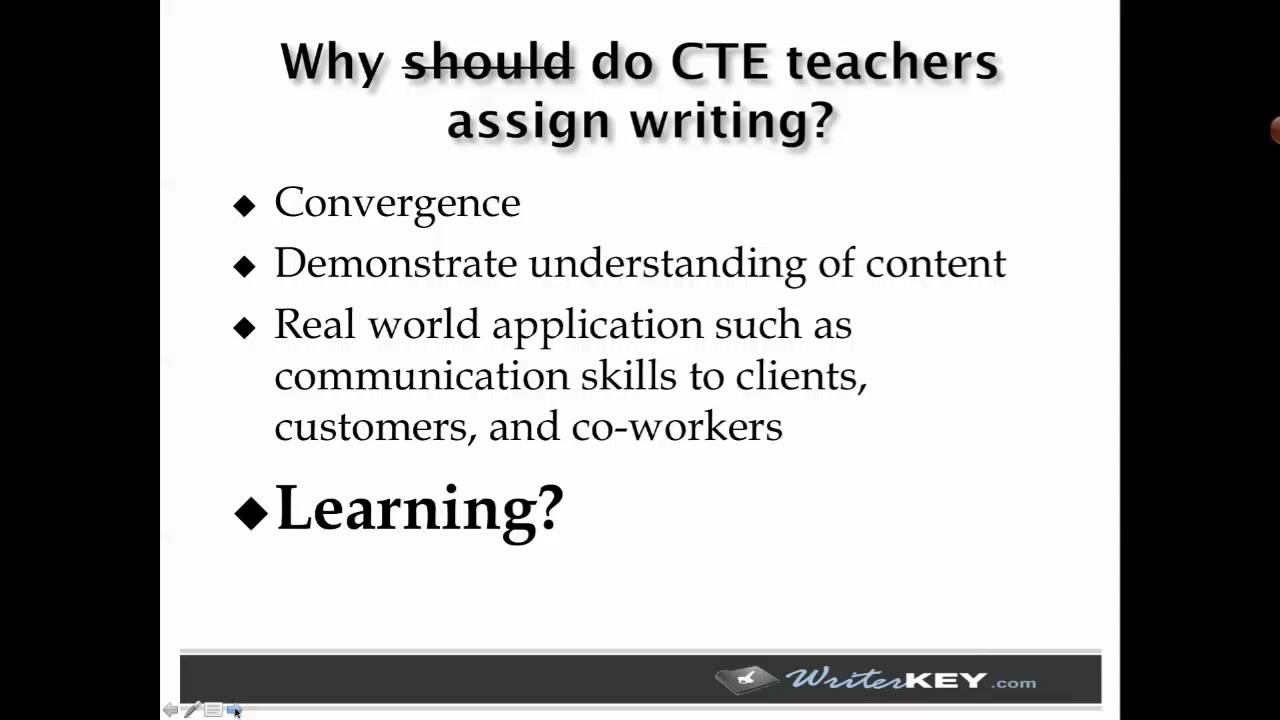 Why should do CTE teachers
assign writing?
Convergence
Demonstrate understanding of content
Real world application such as
communication skills to clients,
customers, and co-workers
Learning?
WriterKEY.com